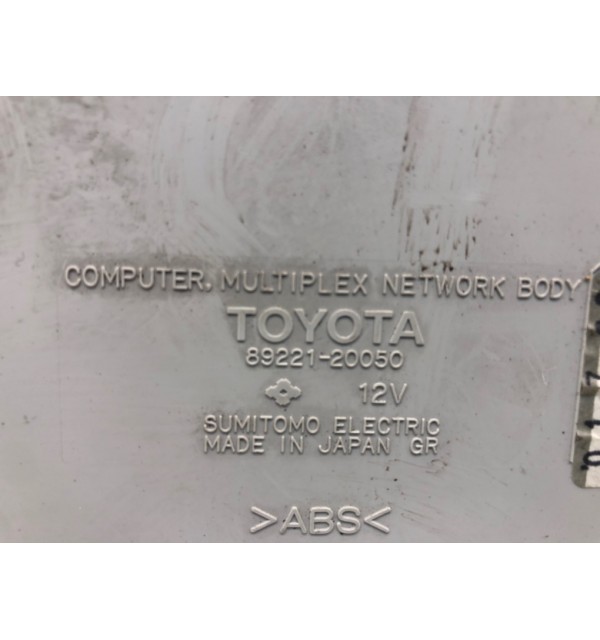 COMPUTER, MULTIPLEX NETWORK BODY
TOYOTA
89221-20050
12V
SUMITOMO ELECTRIC
MADE IN JAPAN GR
>ABS<